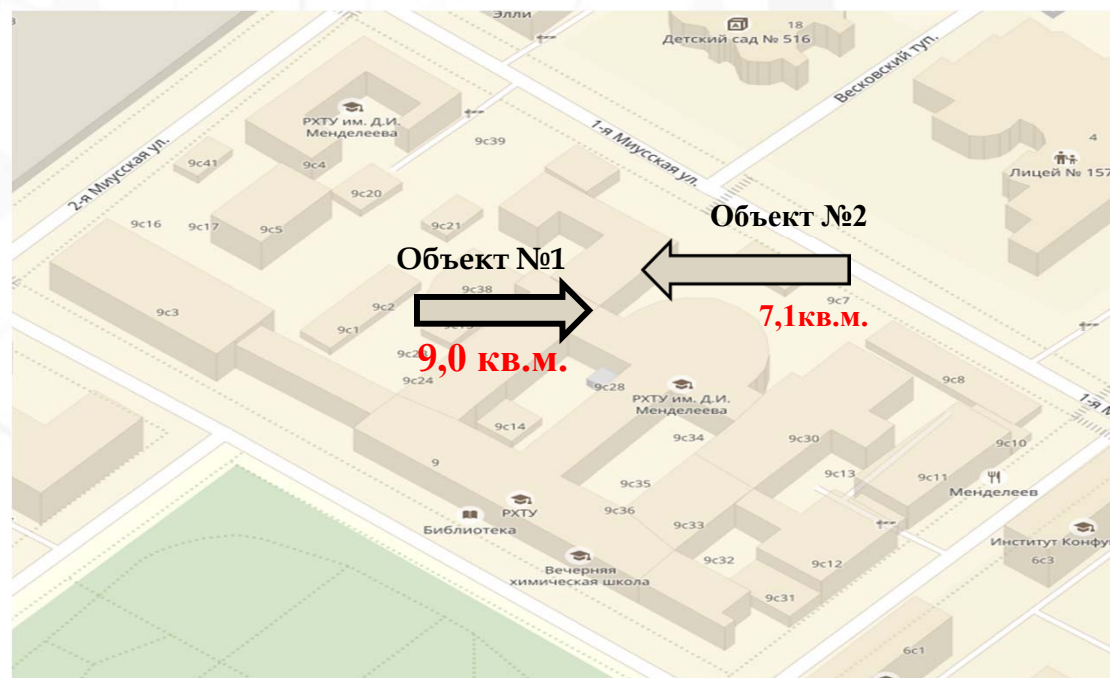 Элли
18
Детский сад № 516
Весковский туп.
4
Лицей № 157
РХТУ им. Д.И.
Менделеева
2-я Миусская ул.
1-я Миусская ул.
9с39
9с41
9с4
9с20
9с16
9с17
9с5
9с21
Объект №2
Объект №1
9с38
9с3
9с2
9с1
9с7
7,1кв.м.
9,0 кв.м.
9с24
9с28
РХТУ им. Д.И.
Менделеева
9с8
1-я М
9с14
9с34
9с30
9с10
9
9с13
9с11
Менделеев
9с35
РХТУ
9с36
9с33
Библиотека
Институт Конфу
6с3
Вечерняя
химическая школа
9с32
9с12
9с31
6с1